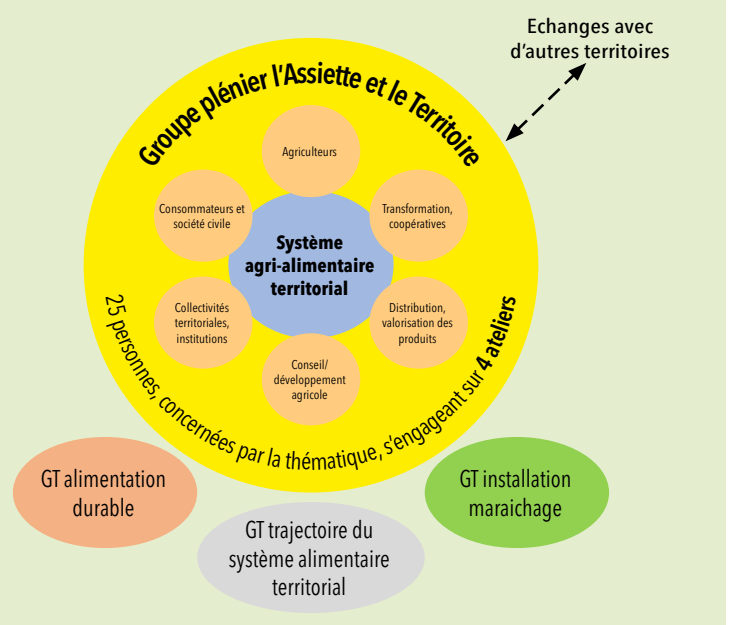 Echanges avec
d'autres territoires
Groupe plénier l'Assiette et le Territoire
Agriculteurs
Consommateurs et
société civile
Transformation,
coopératives
Système
agri-alimentaire
territorial
Collectivités
territoriales,
institutions
Distribution,
valorisation des
produits
Conseil/
développement
agricole
25 personnes, concernées par la thématique, s'engageant sur 4 ateliers
GT alimentation
durable
GT installation
maraichage
GT trajectoire du
système alimentaire
territorial